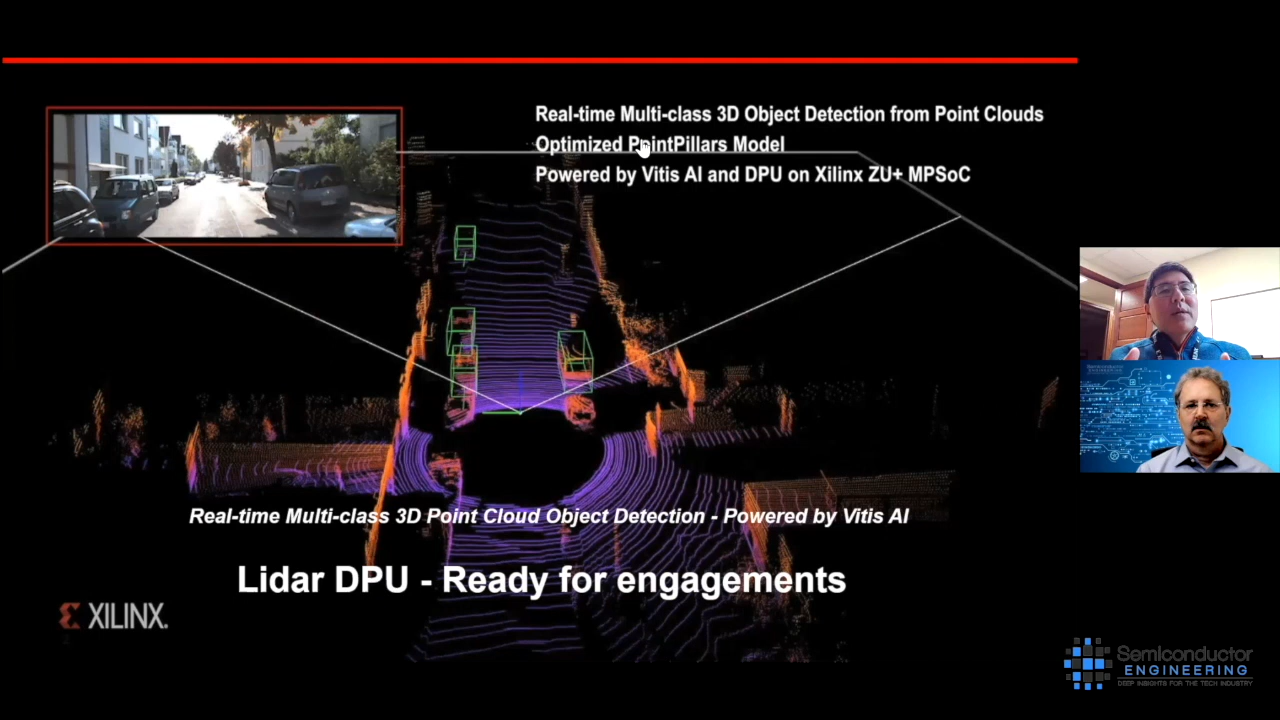 Real-time Multi-class 3D Object Detection from Point Clouds
Optimized PointPillars Model
Powered by Vitis AI and DPU on Xilinx ZU+ MPSoC
Real-time Multi-class 3D Point Cloud Object Detection - Powered by Vitis AI
Lidar DPU - Ready for engagements
XILINX.
Semiconductor
ENGINEERING
DEEP INSIGHTS FOR THE TECH INDUSTRY